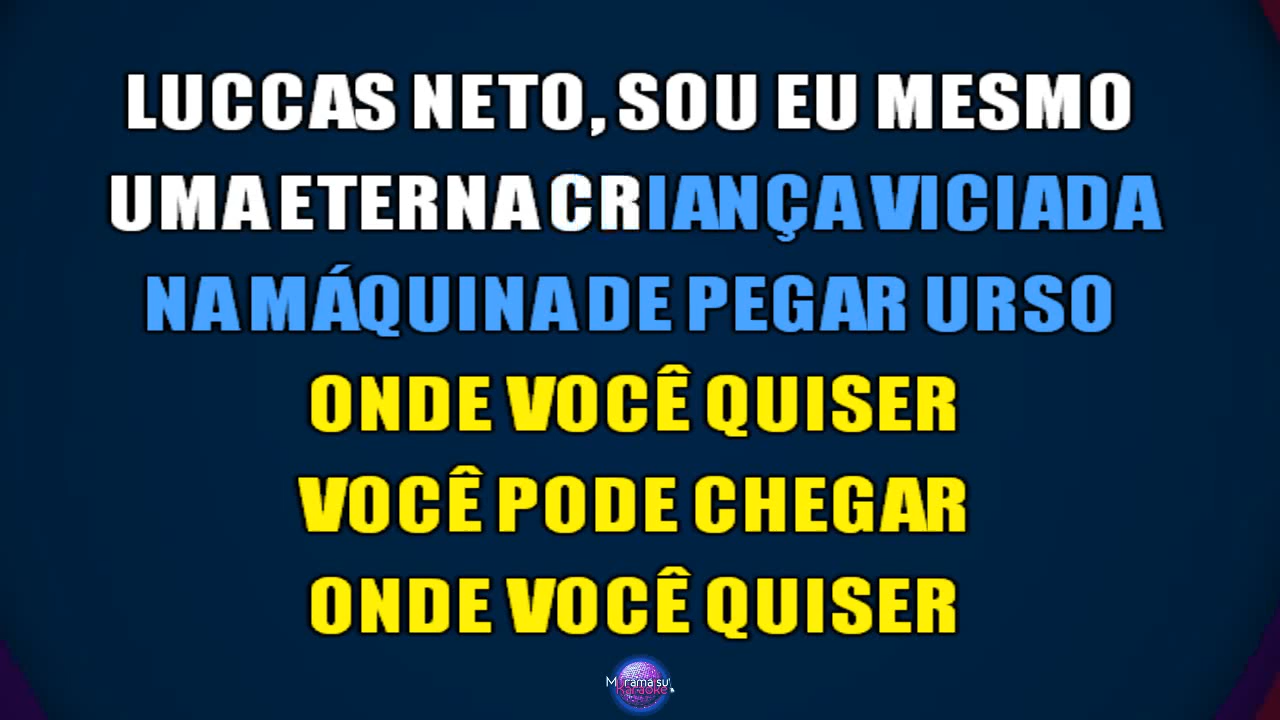 LUCCAS NETO, SOU EU MESMO
UMA ETERNA CRIANÇA VICIADA
NA MÁQUINA DE PEGAR URSO
ONDE VOCÊ QUISER
VOCÊ PODE CHEGAR
ONDE VOCÊ QUISER
Karaoke